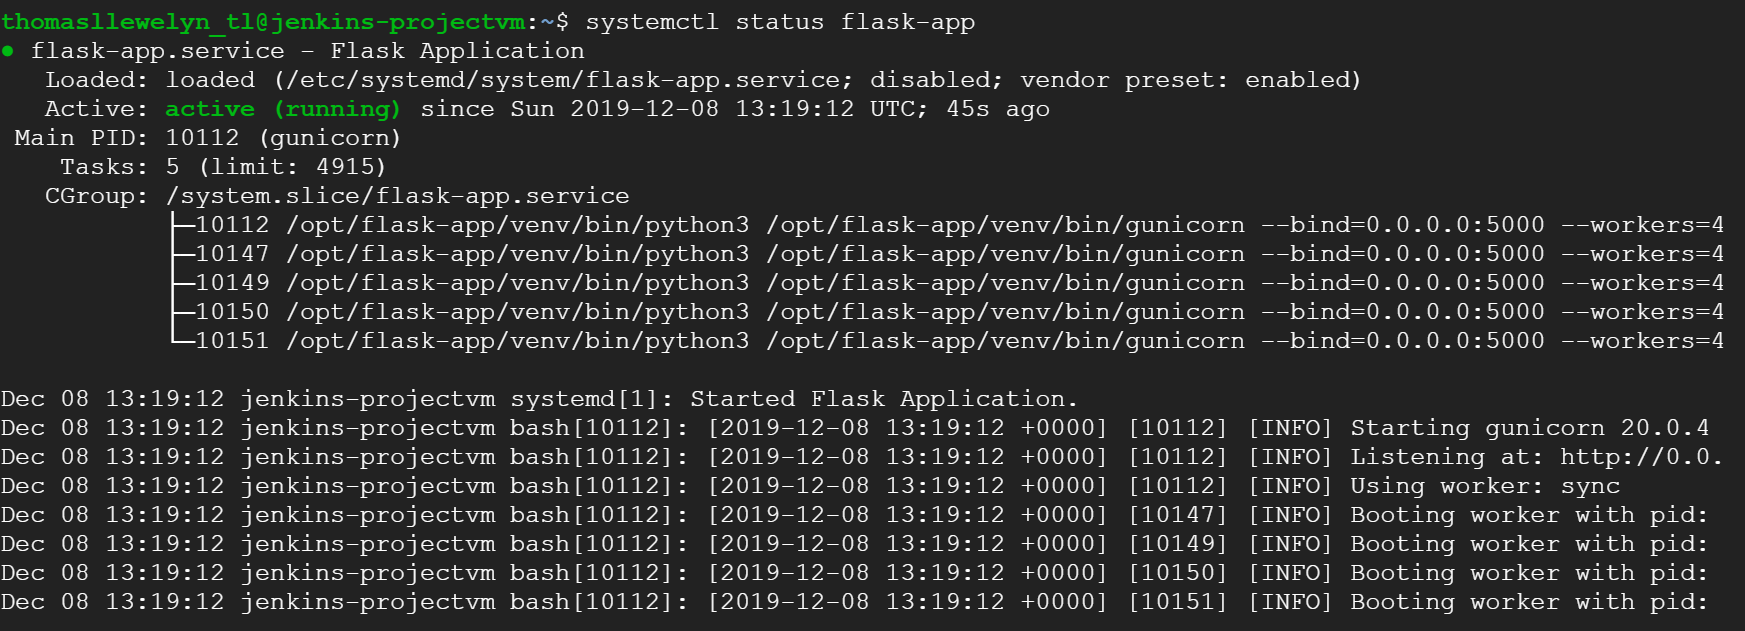 thomasllewelyn_tl@jenkins-projectvm:~$ systemctl status flask-app
● flask-app.service - Flask Application
   Loaded: loaded (/etc/systemd/system/flask-app.service; disabled; vendor preset: enabled)
   Active: active (running) since Sun 2019-12-08 13:19:12 UTC; 45s ago
 Main PID: 10112 (gunicorn)
    Tasks: 5 (limit: 4915)
   CGroup: /system.slice/flask-app.service
           ├─10112 /opt/flask-app/venv/bin/python3 /opt/flask-app/venv/bin/gunicorn --bind=0.0.0.0:5000 --workers=4
           ├─10147 /opt/flask-app/venv/bin/python3 /opt/flask-app/venv/bin/gunicorn --bind=0.0.0.0:5000 --workers=4
           ├─10149 /opt/flask-app/venv/bin/python3 /opt/flask-app/venv/bin/gunicorn --bind=0.0.0.0:5000 --workers=4
           ├─10150 /opt/flask-app/venv/bin/python3 /opt/flask-app/venv/bin/gunicorn --bind=0.0.0.0:5000 --workers=4
           └─10151 /opt/flask-app/venv/bin/python3 /opt/flask-app/venv/bin/gunicorn --bind=0.0.0.0:5000 --workers=4
Dec 08 13:19:12 jenkins-projectvm systemd[1]: Started Flask Application.
Dec 08 13:19:12 jenkins-projectvm bash[10112]: [2019-12-08 13:19:12 +0000] [10112] [INFO] Starting gunicorn 20.0.4
Dec 08 13:19:12 jenkins-projectvm bash[10112]: [2019-12-08 13:19:12 +0000] [10112] [INFO] Listening at: http://0.0.
Dec 08 13:19:12 jenkins-projectvm bash[10112]: [2019-12-08 13:19:12 +0000] [10112] [INFO] Using worker: sync
Dec 08 13:19:12 jenkins-projectvm bash[10112]: [2019-12-08 13:19:12 +0000] [10147] [INFO] Booting worker with pid:
Dec 08 13:19:12 jenkins-projectvm bash[10112]: [2019-12-08 13:19:12 +0000] [10149] [INFO] Booting worker with pid:
Dec 08 13:19:12 jenkins-projectvm bash[10112]: [2019-12-08 13:19:12 +0000] [10150] [INFO] Booting worker with pid:
Dec 08 13:19:12 jenkins-projectvm bash[10112]: [2019-12-08 13:19:12 +0000] [10151] [INFO] Booting worker with pid: